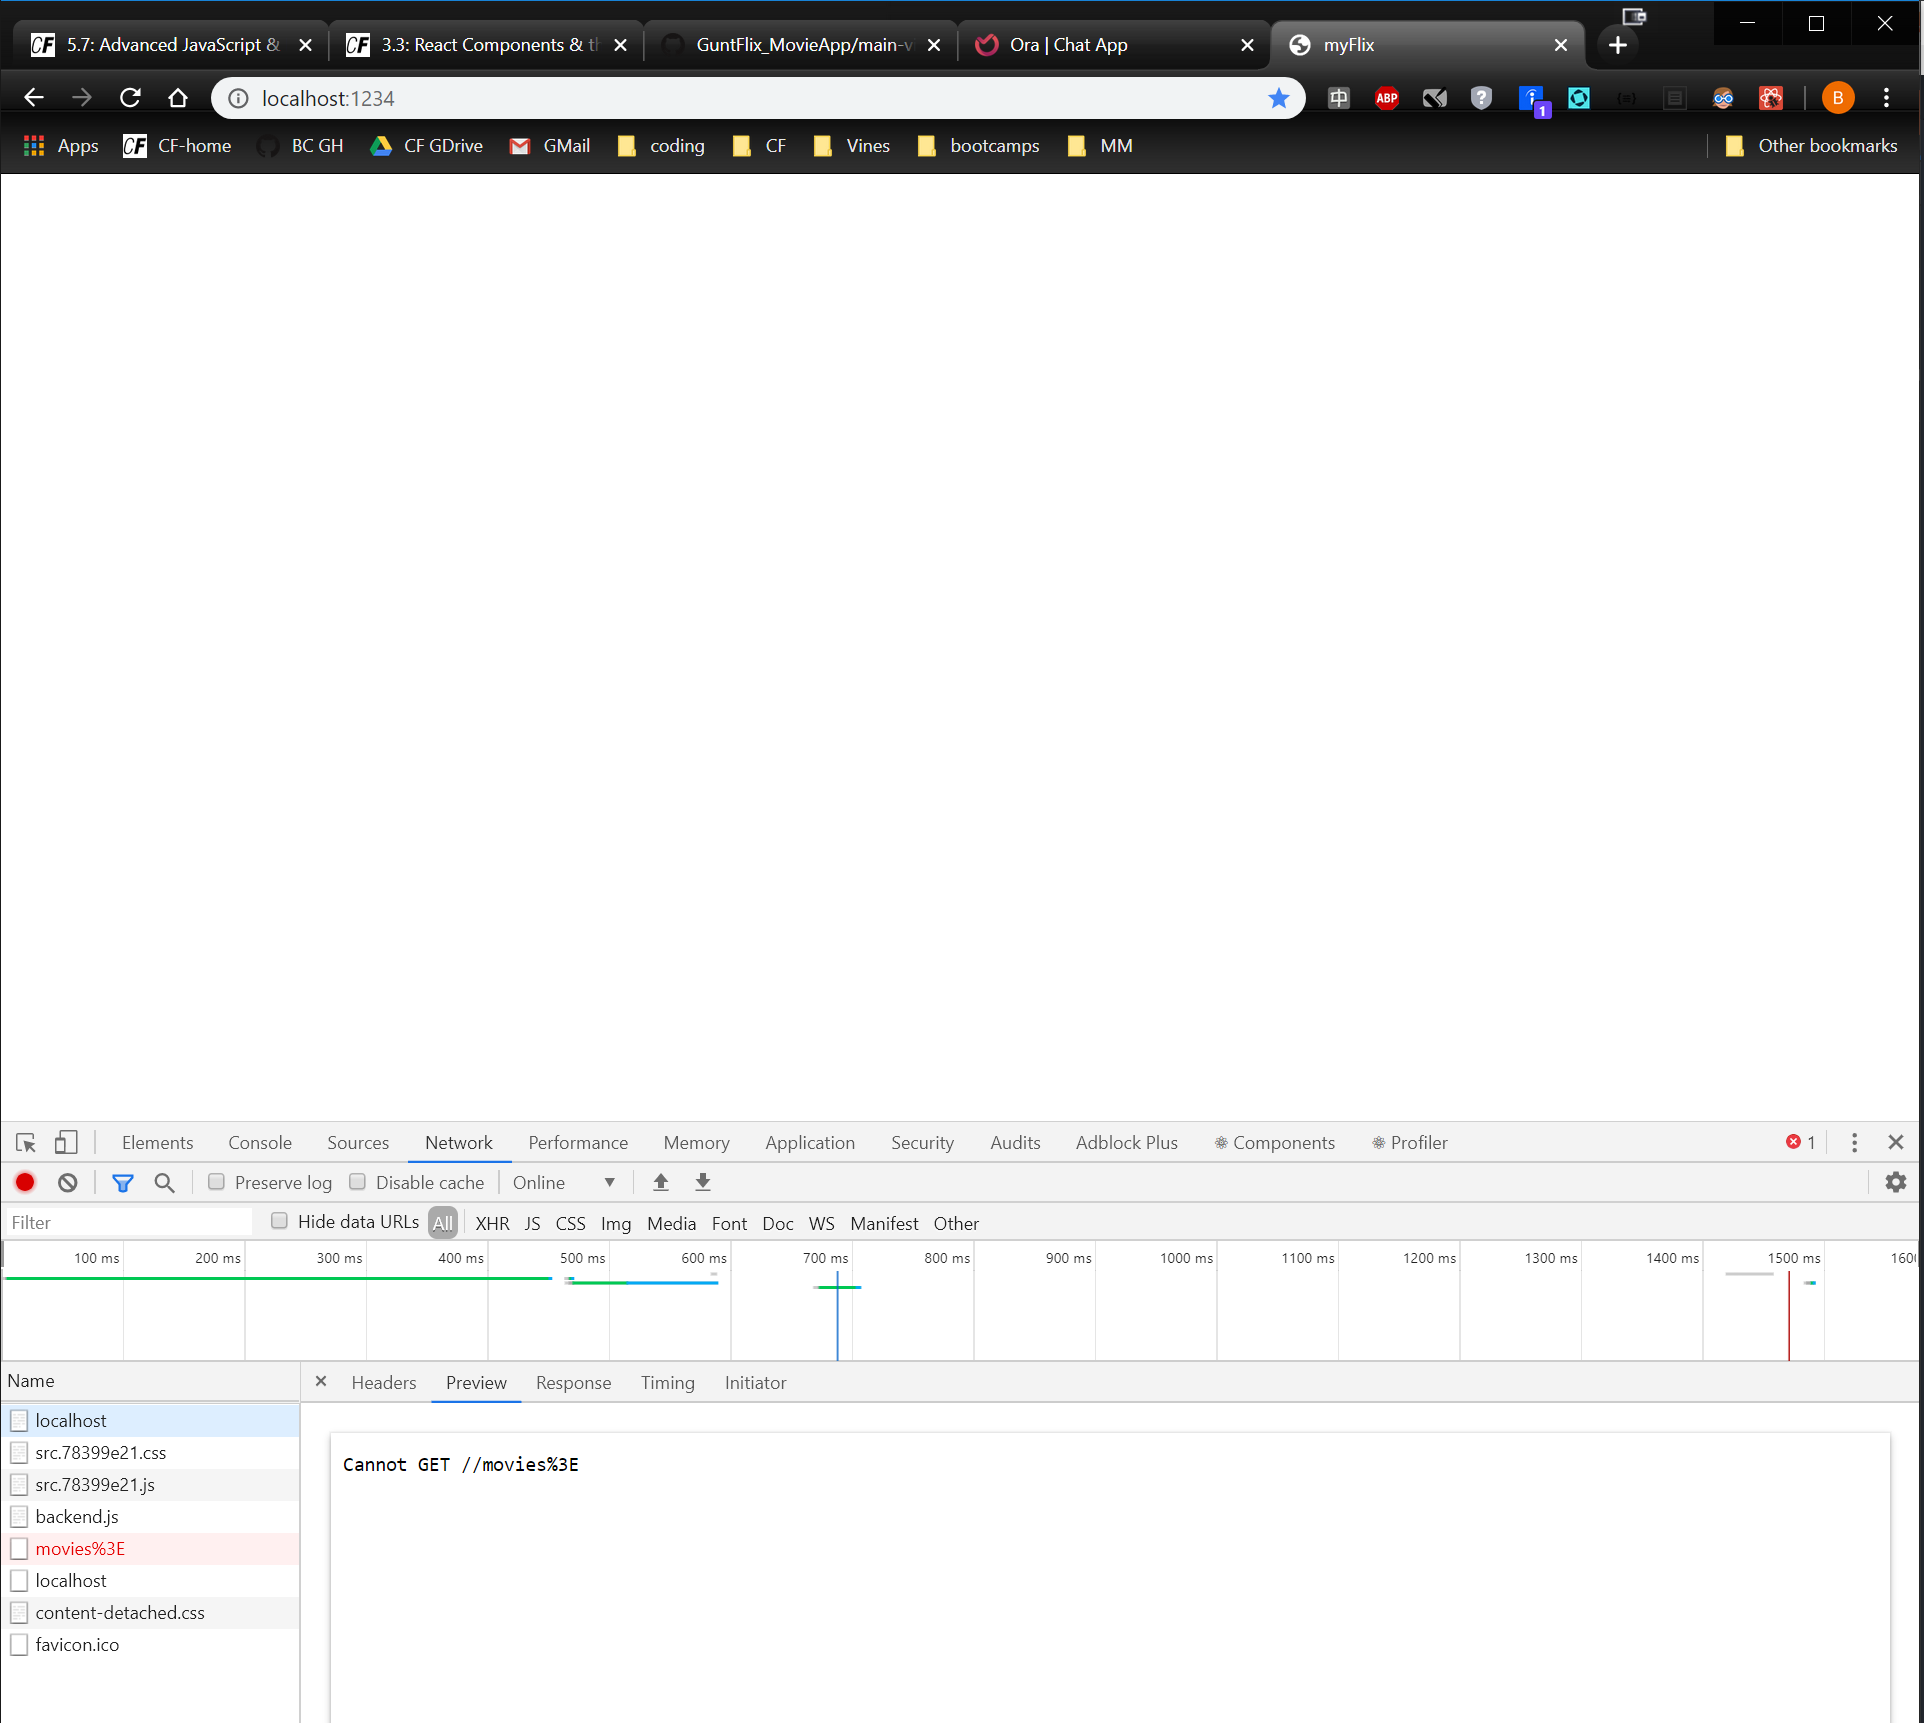 CF 5.7: Advanced JavaScript &
CF 3.3: React Components & t
GuntFlix_MovieApp/main-v
Ora | Chat App
myFlix
localhost:1234
ABP
1
B
Apps
CF CF-home
BC GH
CF GDrive
GMail
coding
CF
Vines
bootcamps
MM
Other bookmarks
Elements
Console
Sources
Network
Performance
Memory
Application
Security
Audits
Adblock Plus
Components
Profiler
1
Preserve log
Disable cache
Online
Filter
Hide data URLs
All
XHR
JS
CSS
Img
Media
Font
Doc
WS
Manifest
Other
100 ms
200 ms
300 ms
400 ms
500 ms
600 ms
700 ms
800 ms
900 ms
1000 ms
1100 ms
1200 ms
1300 ms
1400 ms
1500 ms
160
Name
Headers
Preview
Response
Timing
Initiator
localhost
src.78399e21.css
src.78399e21.js
backend.js
movies%3E
localhost
content-detached.css
favicon.ico
Cannot GET //movies%3E